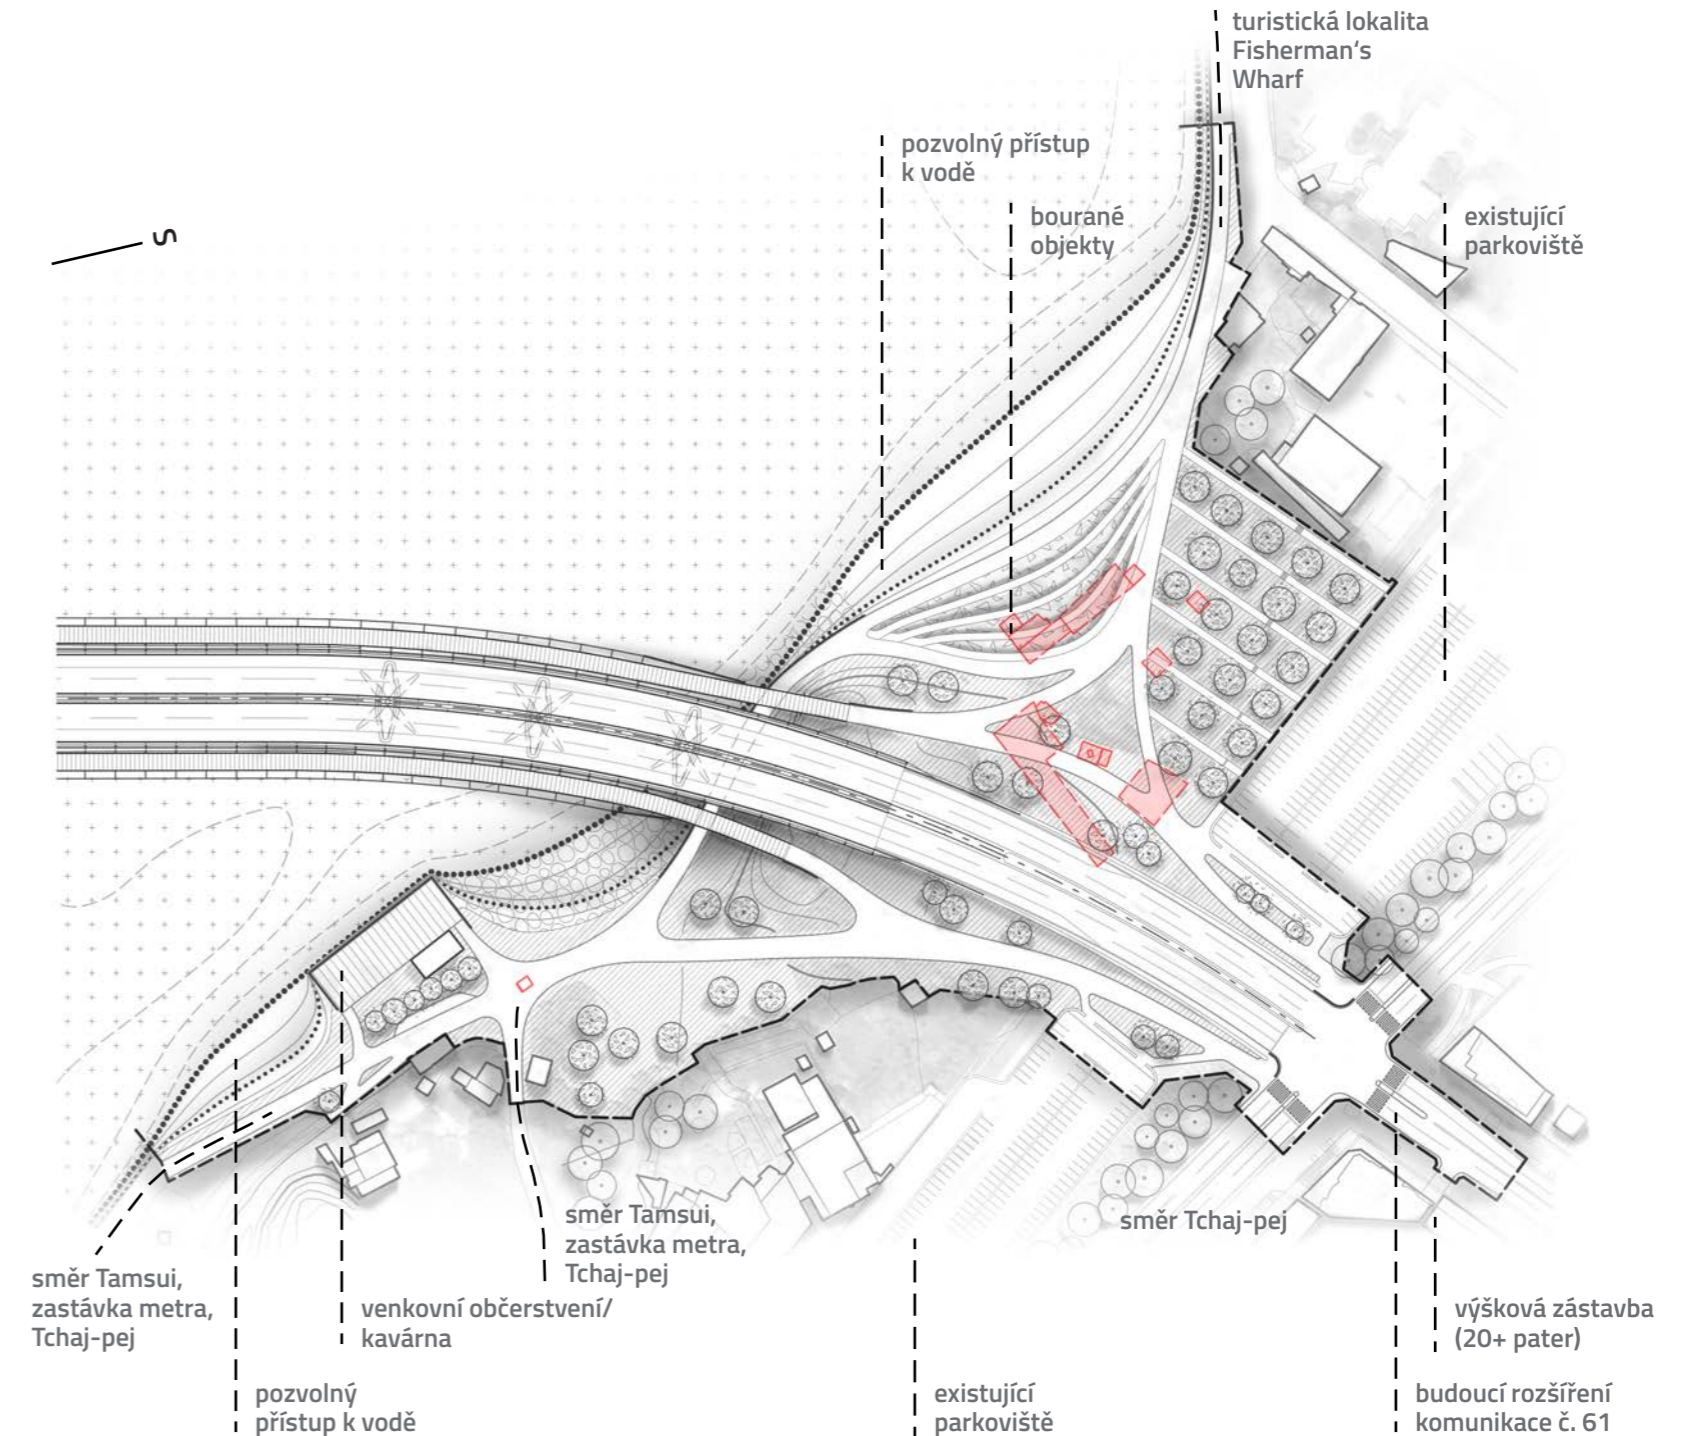 turistická lokalita
Fisherman‘s
Wharf
pozvolný přístup
k vodě
bourané
objekty
existující
parkoviště
S
směr Tamsui,
zastávka metra,
Tchaj-pej
směr Tchaj-pej
směr Tamsui,
zastávka metra,
Tchaj-pej
venkovní občerstvení/
kavárna
výšková zástavba
(20+ pater)
pozvolný
přístup k vodě
existující
parkoviště
budoucí rozšíření
komunikace č. 61